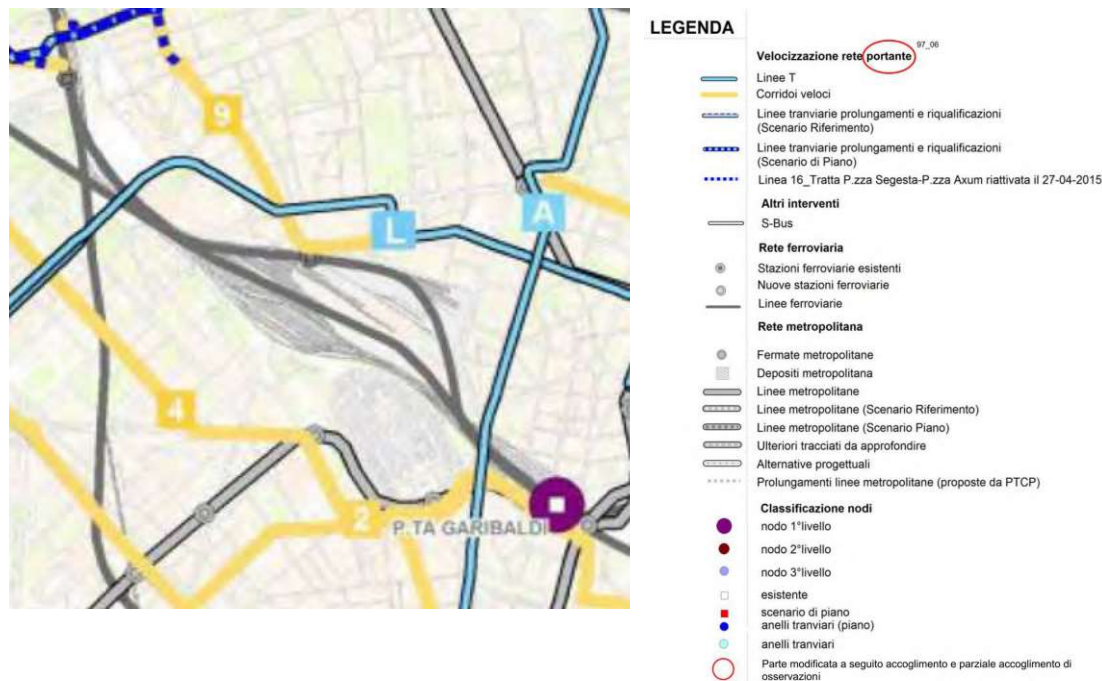 9
L
A
4
2
P.TA GARIBALDI
LEGENDA
Velocizzazione rete portante 97_06
Linee T
Corridoi veloci
Linee tranviarie prolungamenti e riqualificazioni
(Scenario Riferimento)
Linee tranviarie prolungamenti e riqualificazioni
(Scenario di Piano)
Linea 16_Tratta P.zza Segesta-P.zza Axum riattivata il 27-04-2015
Altri interventi
S-Bus
Rete ferroviaria
Stazioni ferroviarie esistenti
Nuove stazioni ferroviarie
Linee ferroviarie
Rete metropolitana
Fermate metropolitane
Depositi metropolitana
Linee metropolitane
Linee metropolitane (Scenario Riferimento)
Linee metropolitane (Scenario Piano)
Ulteriori tracciati da approfondire
Alternative progettuali
Prolungamenti linee metropolitane (proposte da PTCP)
Classificazione nodi
nodo 1°livello
nodo 2°livello
nodo 3°livello
esistente
scenario di piano
anelli tranviari (piano)
anelli tranviari
Parte modificata a seguito accoglimento e parziale accoglimento di
osservazioni